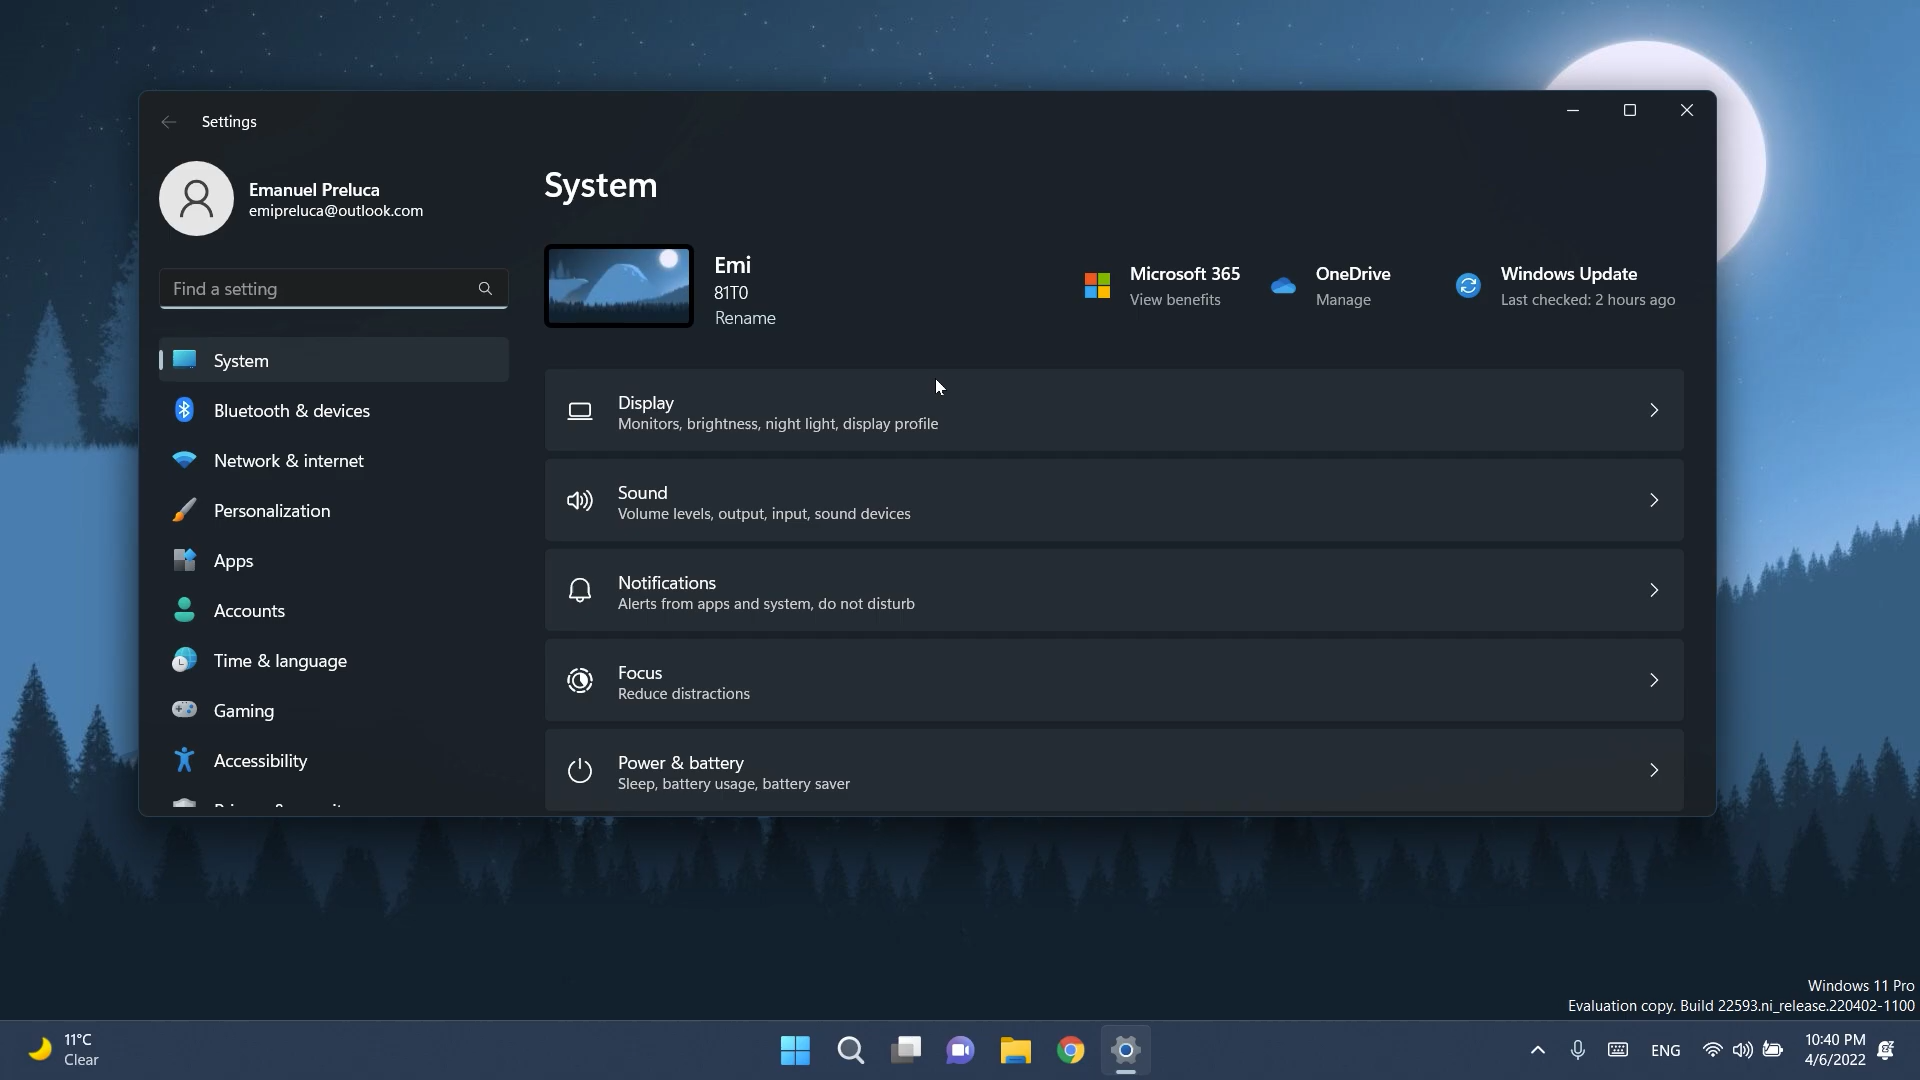 Settings
Emanuel Preluca
emipreluca@outlook.com
Find a setting
System
Bluetooth & devices
Network & internet
Personalization
Apps
Accounts
Time & language
Gaming
Accessibility
System
Emi
81T0
Rename
Microsoft 365
View benefits
OneDrive
Manage
Windows Update
Last checked: 2 hours ago
Display
Monitors, brightness, night light, display profile
Sound
Volume levels, output, input, sound devices
Notifications
Alerts from apps and system, do not disturb
Focus
Reduce distractions
Power & battery
Sleep, battery usage, battery saver
Windows 11 Pro
Evaluation copy. Build 22593.ni_release.220402-1100
11°C
Clear
ENG
10:40 PM
4/6/2022